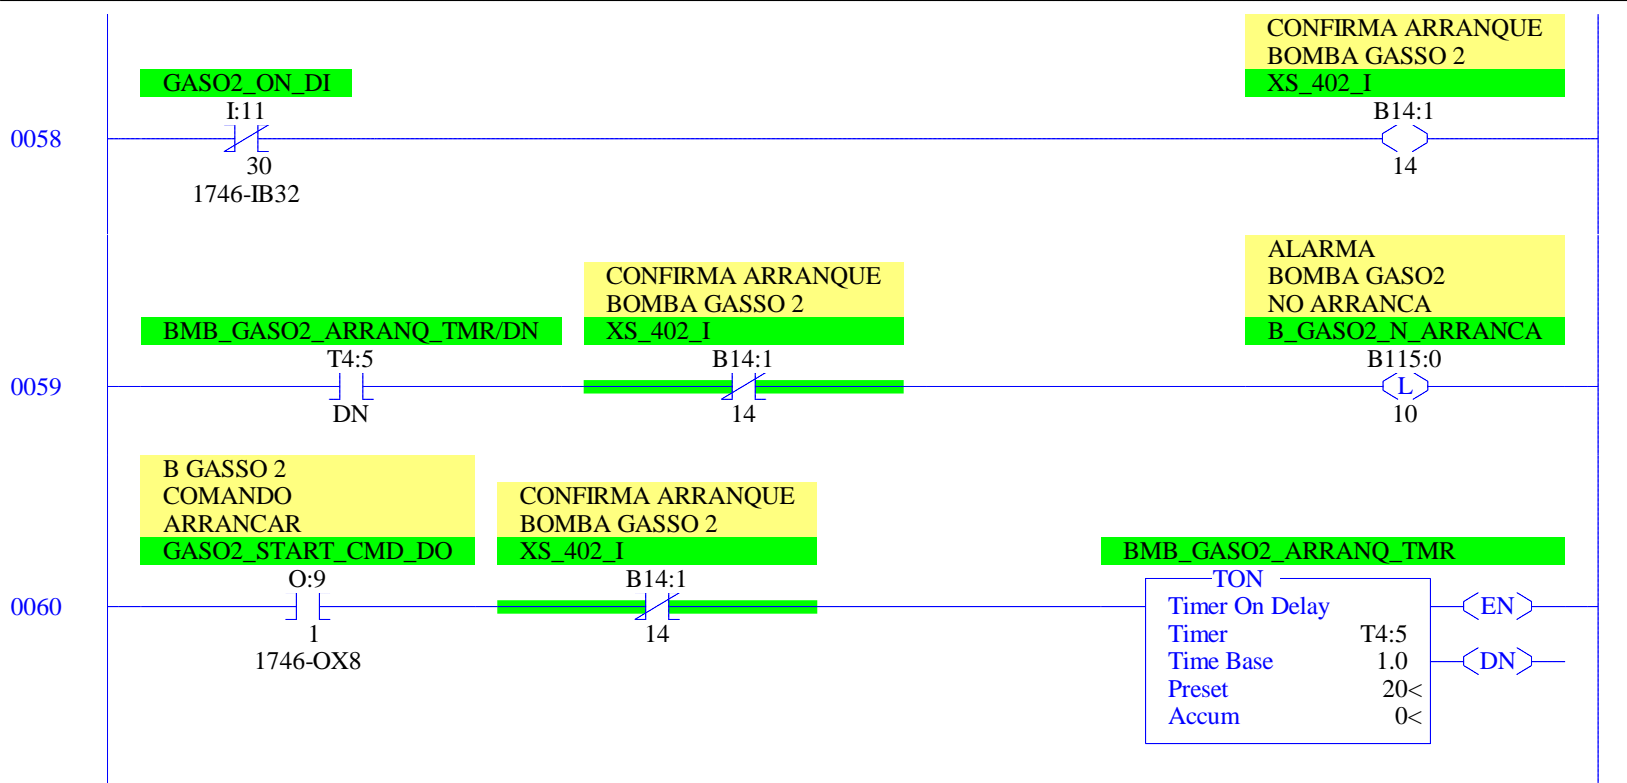 CONFIRMA ARRANQUE
BOMBA GASSO 2
GASO2_ON_DI
XS_402_I
I:11
B14:1
0058
30
14
1746-IB32
ALARMA
CONFIRMA ARRANQUE
BOMBA GASO2
BOMBA GASSO 2
NO ARRANCA
BMB_GASO2_ARRANQ_TMR/DN
XS_402_I
B_GASO2_N_ARRANCA
T4:5
B14:1
B115:0
0059
L
DN
14
10
B GASSO 2
COMANDO
CONFIRMA ARRANQUE
ARRANCAR
BOMBA GASSO 2
GASO2_START_CMD_DO
XS_402_I
BMB_GASO2_ARRANQ_TMR
O:9
B14:1
TON
0060
Timer On Delay
EN
1
14
Timer T4:5
1746-OX8
Time Base 1.0
DN
Preset 20<
Accum 0<